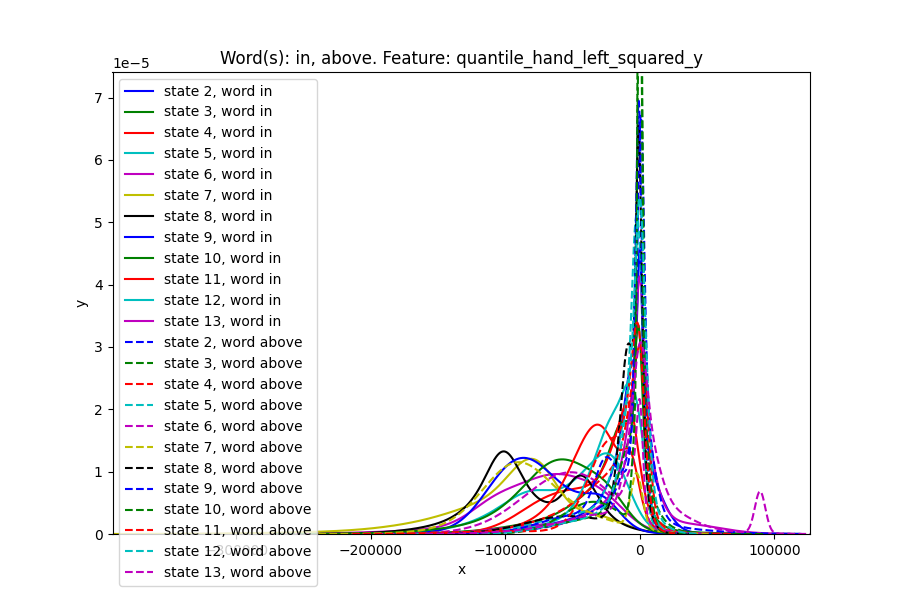 Word(s): in, above. Feature: quantile_hand_left_squared_y
1e−5
7
6
5
4
3
2
1
0
y
state 2, word in
state 3, word in
state 4, word in
state 5, word in
state 6, word in
state 7, word in
state 8, word in
state 9, word in
state 10, word in
state 11, word in
state 12, word in
state 13, word in
state 2, word above
state 3, word above
state 4, word above
state 5, word above
state 6, word above
state 7, word above
state 8, word above
state 9, word above
state 10, word above
state 11, word above
state 12, word above
state 13, word above
−300000 −200000 −100000 0 100000
x